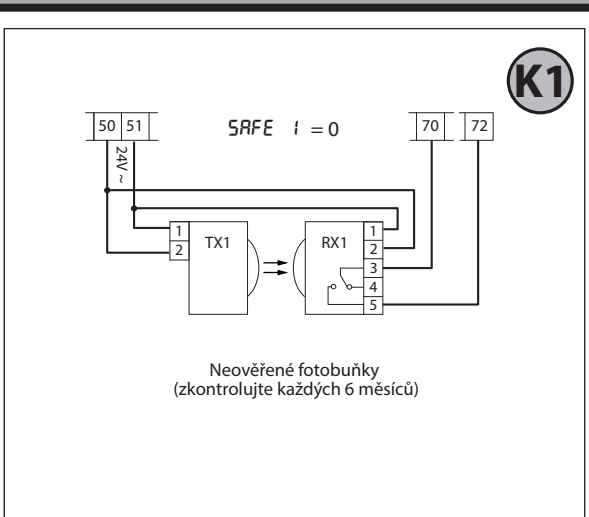 K1
50 51 SAFE 1 = 0 70 72
24V ~
1 TX1 RX1 1
2 2
3
4
5
Neověřené fotobuňky
(zkontrolujte každých 6 měsíců)